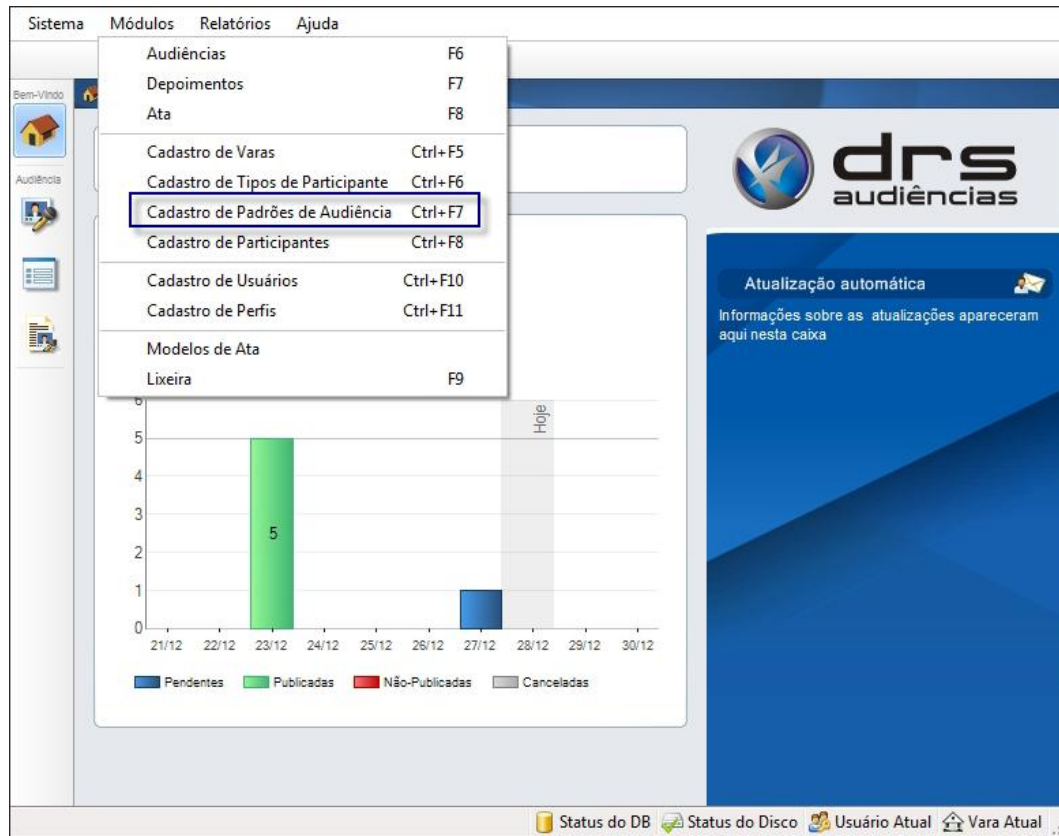 Sistema Módulos Relatórios Ajuda
Audiências F6
Depoimentos F7
Ata F8
Cadastro de Varas Ctrl+F5
Cadastro de Tipos de Participante Ctrl+F6
Cadastro de Padrões de Audiência Ctrl+F7
Cadastro de Participantes Ctrl+F8
Cadastro de Usuários Ctrl+F10
Cadastro de Perfis Ctrl+F11
Modelos de Ata
Lixeira F9
Bem-Vindo
Audiência
drs
audiências
Atualização automática
Informações sobre as atualizações apareceram
aqui nesta caixa
6
5
4
3
2
1
0
Hoje
5
21/12 22/12 23/12 24/12 25/12 26/12 27/12 28/12 29/12 30/12
Pendentes Publicadas Não-Publicadas Canceladas
Status do DB Status do Disco Usuário Atual Vara Atual